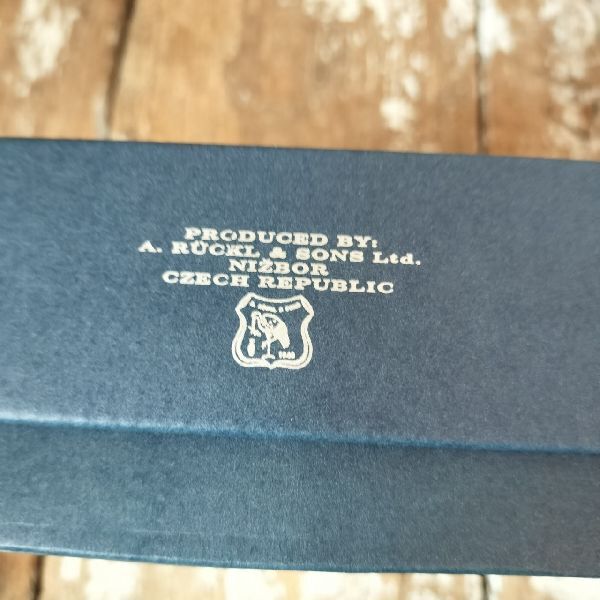 PRODUCED BY:
A. RÜCKL & SONS Ltd.
NIŽBOR
CZECH REPUBLIC